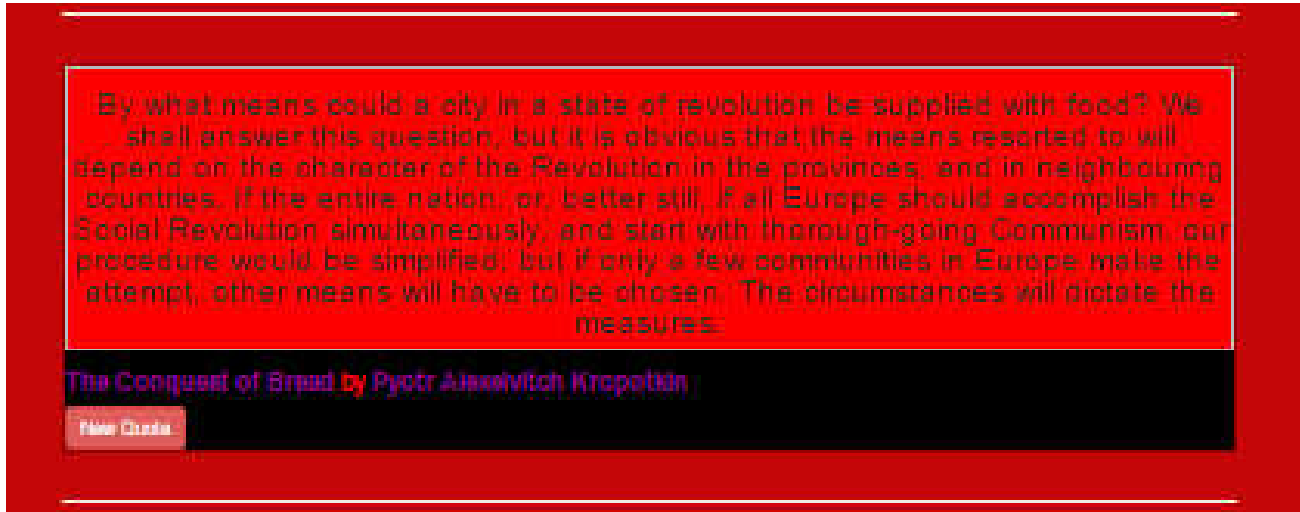 By what means could a city in a state of revolution be supplied with food? We
shall answer this question, but it is obvious that the means resorted to will
depend on the character of the Revolution in the provinces, and in neighbouring
countries. If the entire nation, or, better still, if all Europe should accomplish the
Social Revolution simultaneously, and start with thorough-going Communism, our
procedure would be simplified; but if only a few communities in Europe make the
attempt, other means will have to be chosen. The circumstances will dictate the
measures.
The Conquest of Bread by Pyotr Alexeivitch Kropotkin
New Quote